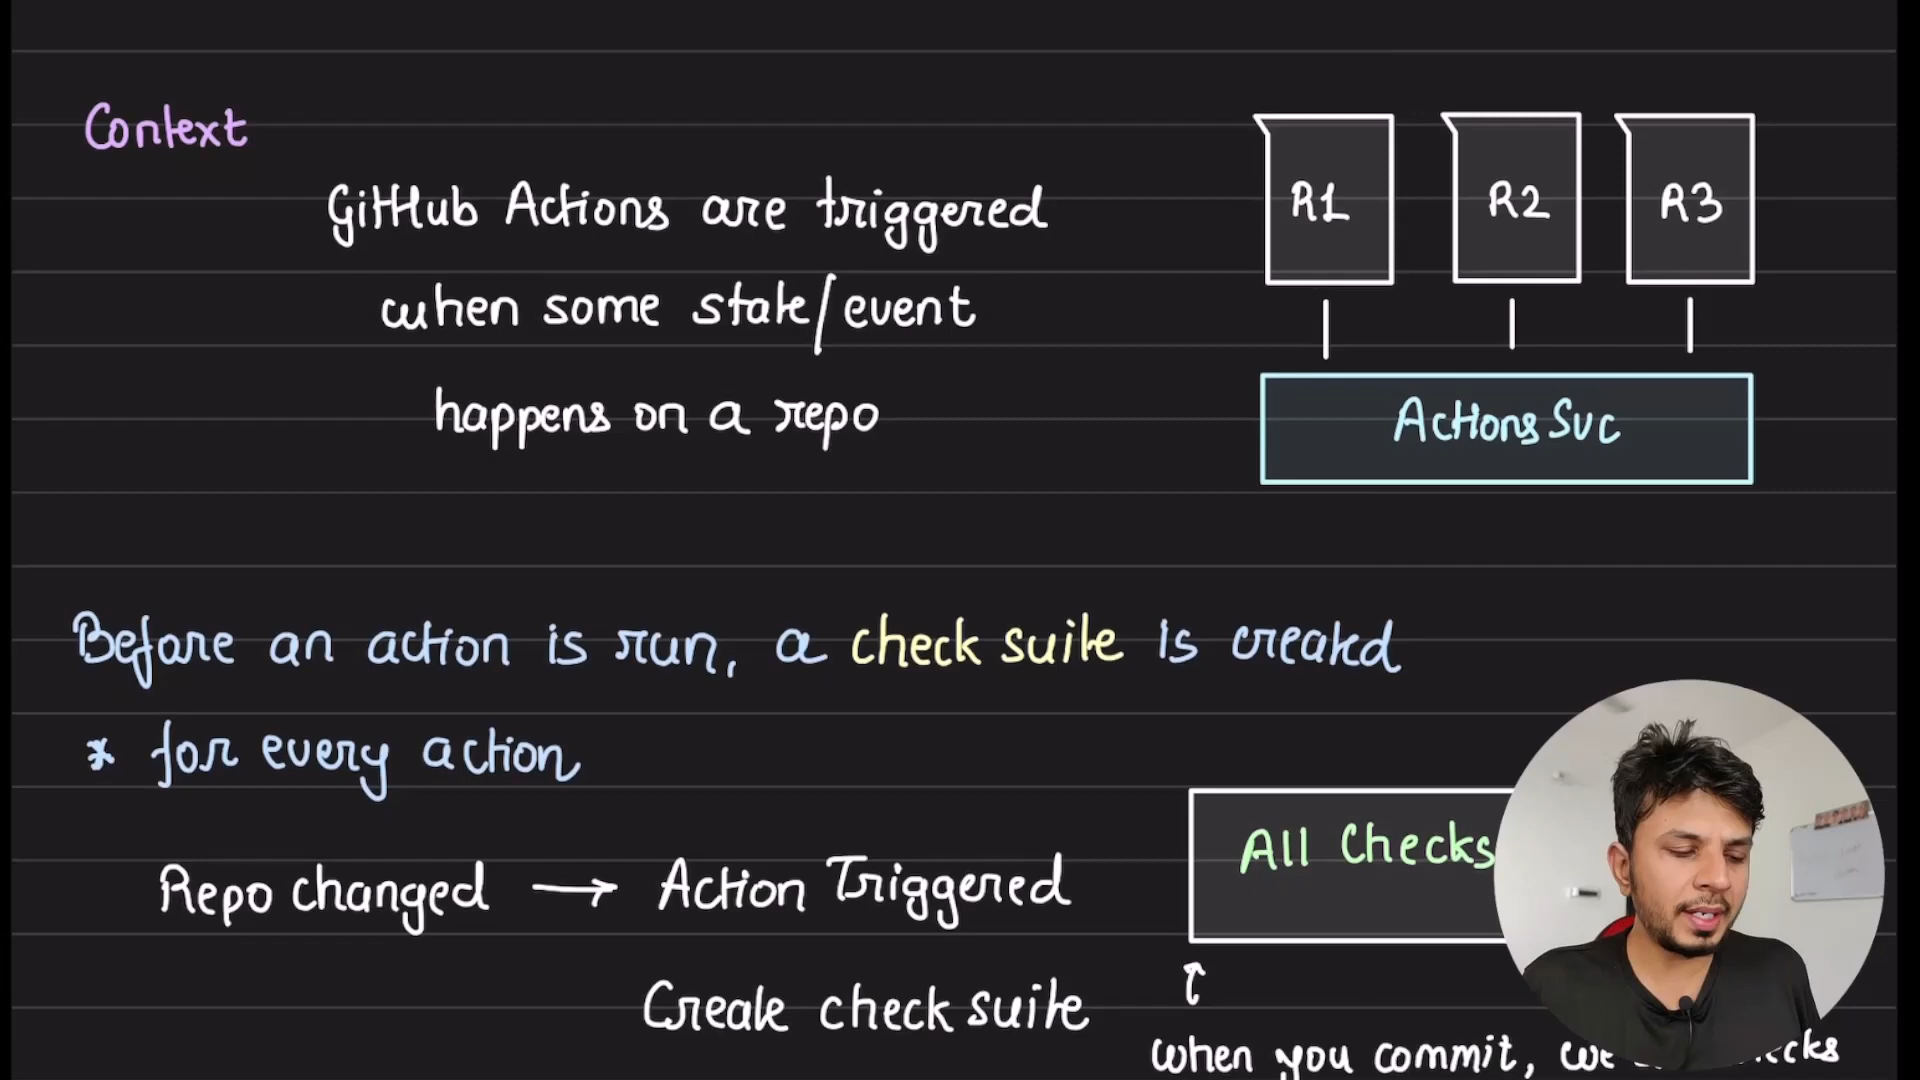 Context
GitHub Actions are triggered
when some state/event
happens on a repo
R1 R2 R3
Actions Svc
Before an action is run, a check suite is created
* for every action
Repo changed → Action Triggered
Create check suite
All Checks
↑
when you commit, we